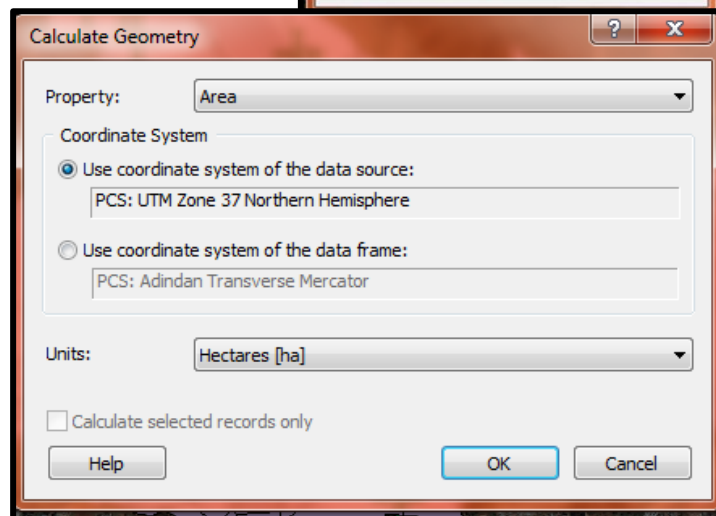 Calculate Geometry
Property: Area
Coordinate System
Use coordinate system of the data source:
PCS: UTM Zone 37 Northern Hemisphere
Use coordinate system of the data frame:
PCS: Adindan Transverse Mercator
Units: Hectares [ha]
Calculate selected records only
Help OK Cancel